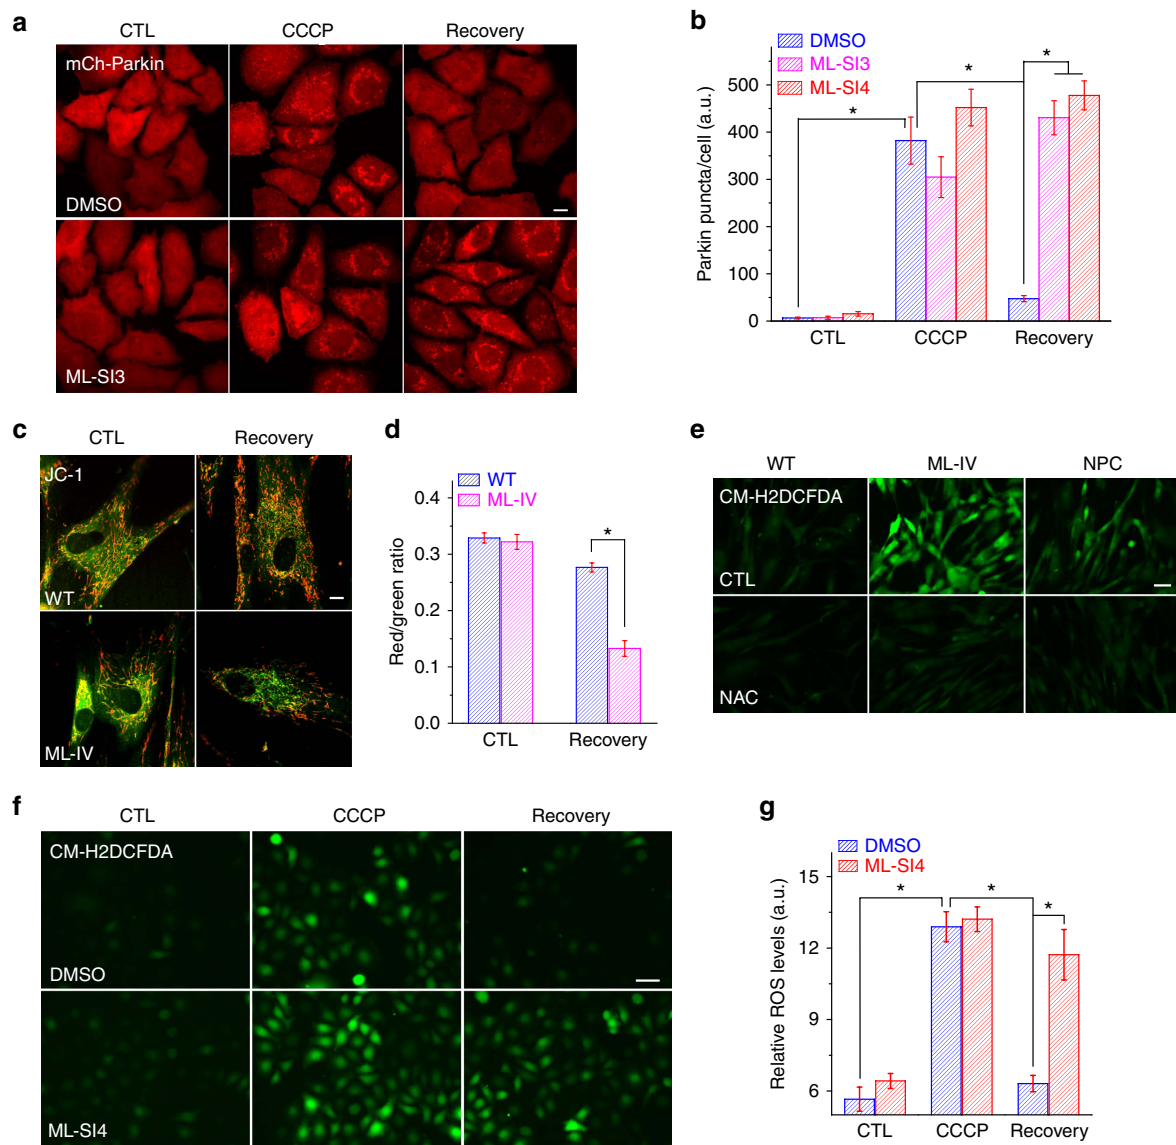 a
CTL CCCP Recovery
mCh-Parkin
DMSO
ML-SI3
b
DMSO
ML-SI3
ML-SI4
* * *
Parkin puncta/cell (a.u.)
500
400
300
200
100
0
CTL CCCP Recovery
c
CTL Recovery
JC-1
WT
ML-IV
d
WT
ML-IV
*
Red/green ratio
0.4
0.3
0.2
0.1
0.0
CTL Recovery
e
WT ML-IV NPC
CM-H2DCFDA
CTL
NAC
f
CTL CCCP Recovery
CM-H2DCFDA
DMSO
ML-SI4
g
DMSO
ML-SI4
* * *
Relative ROS levels (a.u.)
15
12
9
6
CTL CCCP Recovery